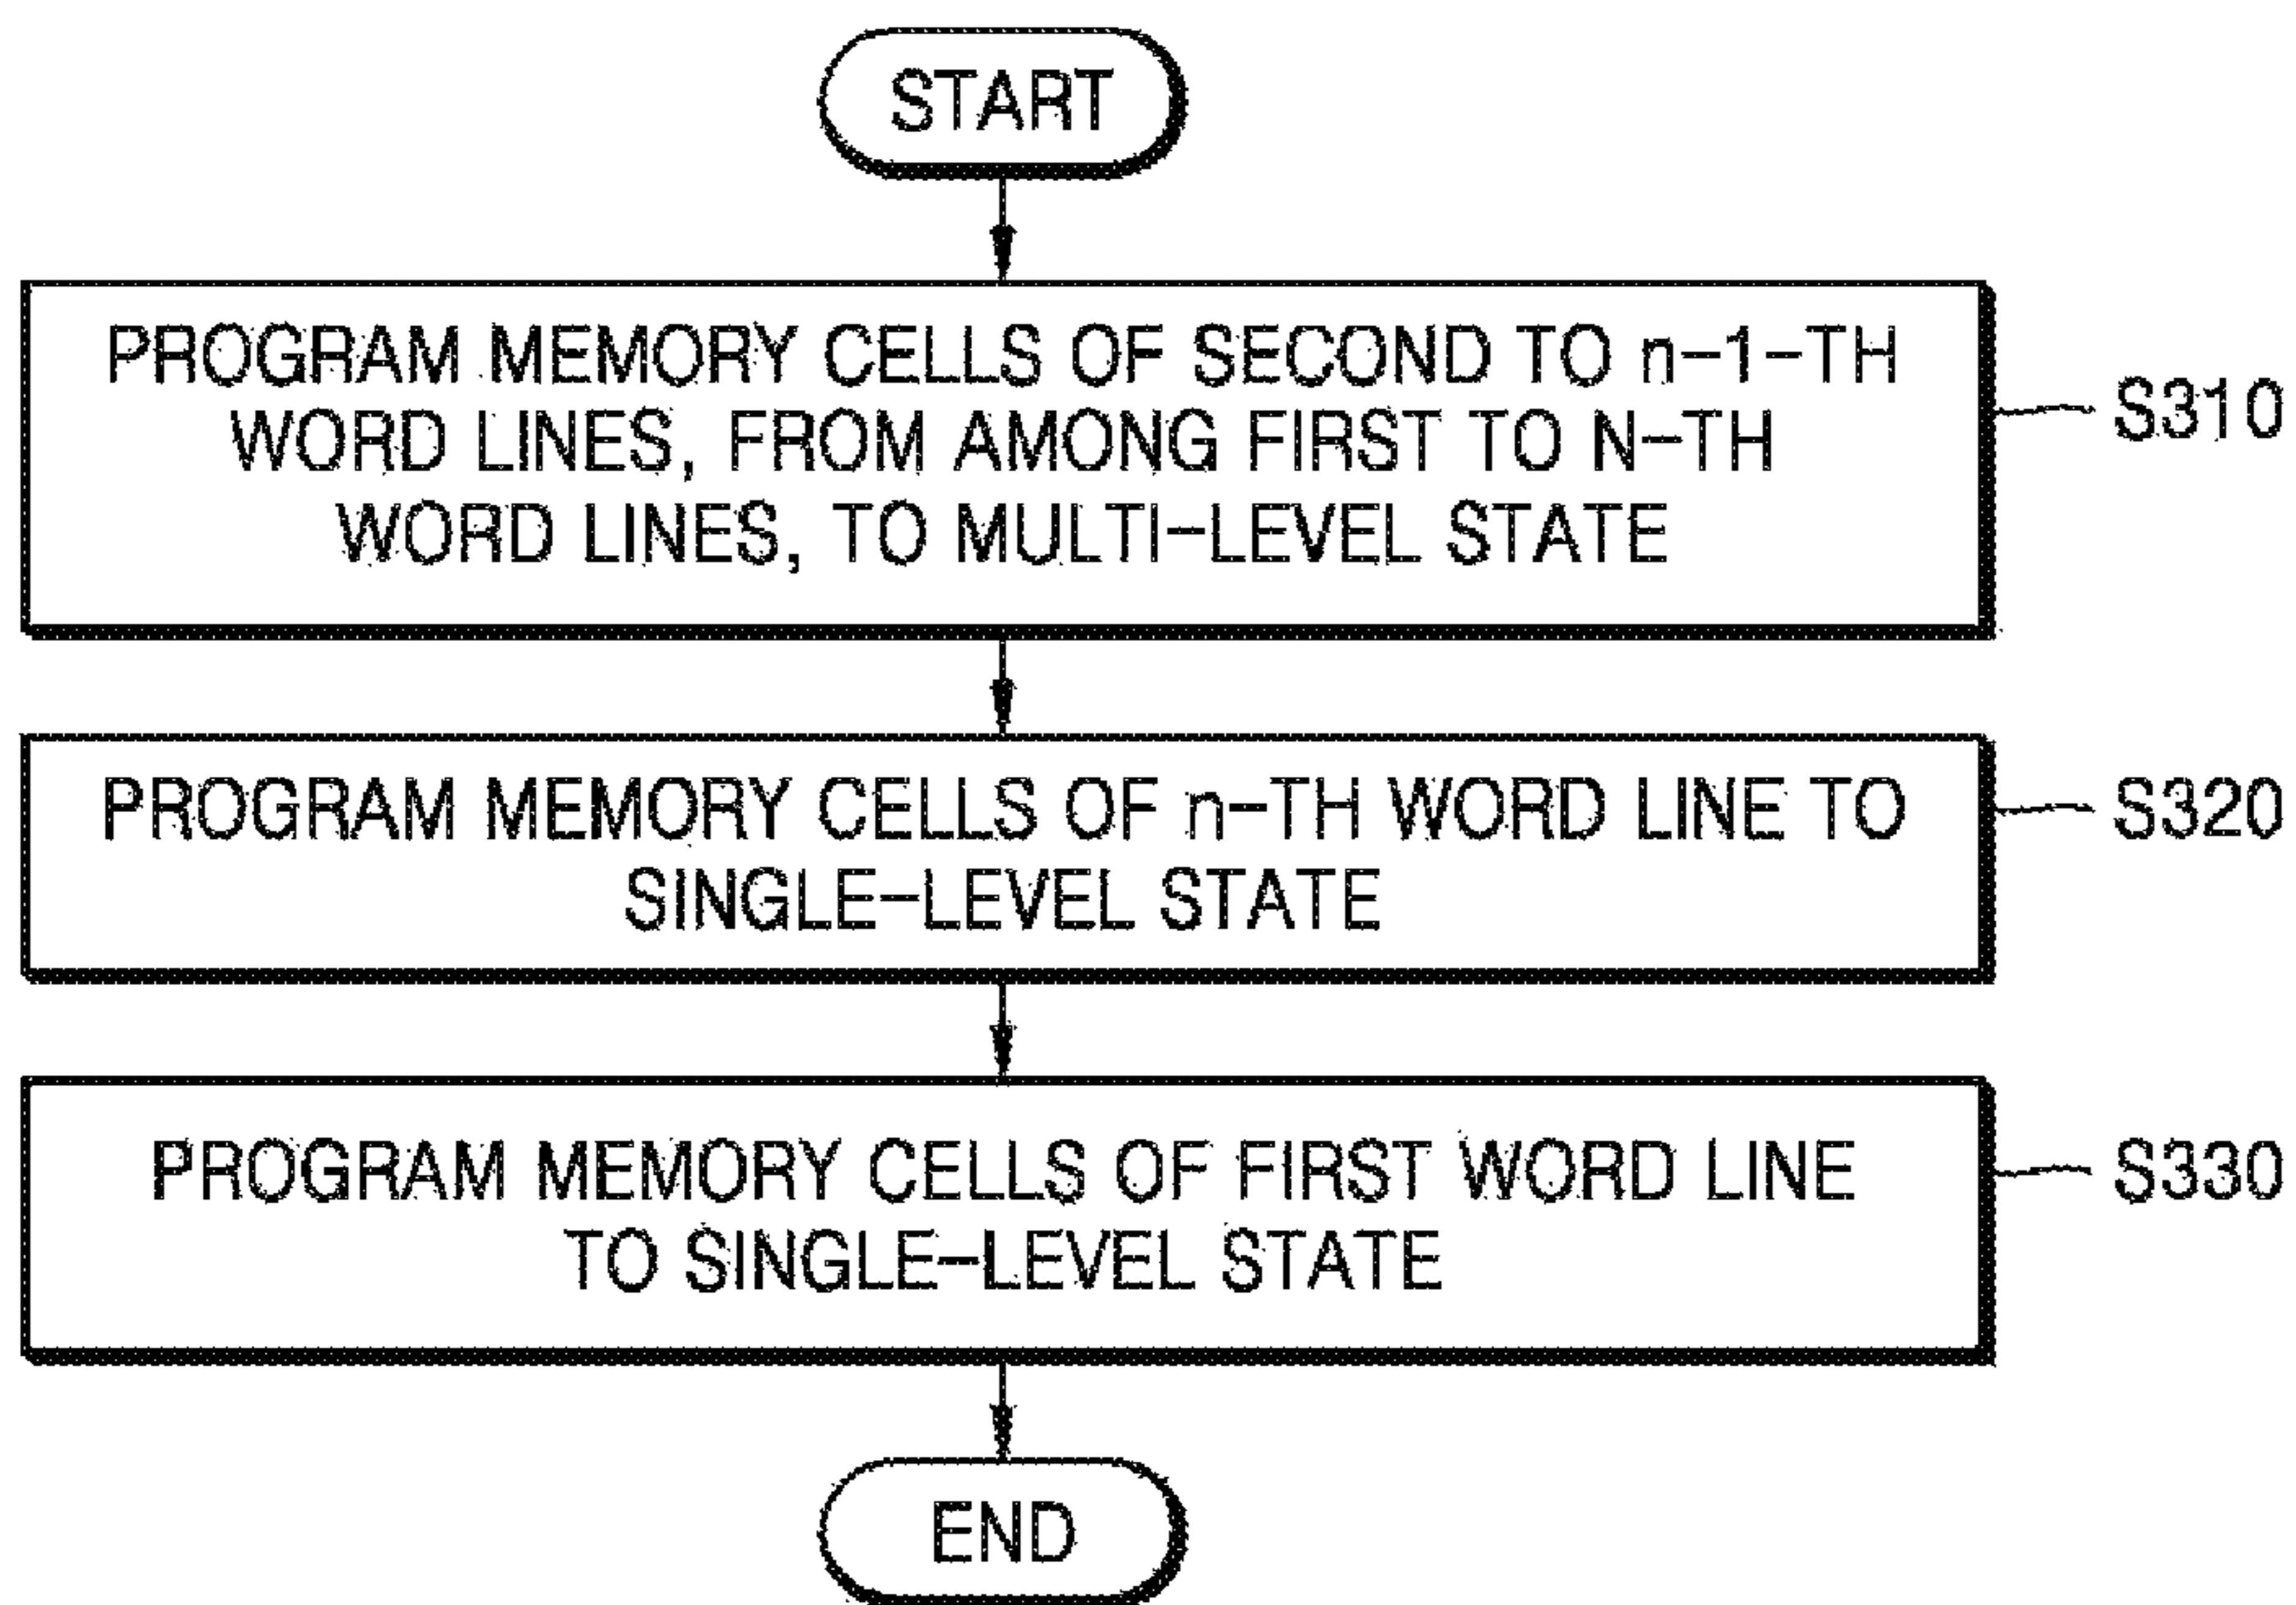 START
PROGRAM MEMORY CELLS OF SECOND TO n-1-TH
WORD LINES, FROM AMONG FIRST TO N-TH
WORD LINES, TO MULTI-LEVEL STATE
S310
PROGRAM MEMORY CELLS OF n-TH WORD LINE TO
SINGLE-LEVEL STATE
S320
PROGRAM MEMORY CELLS OF FIRST WORD LINE
TO SINGLE-LEVEL STATE
S330
END